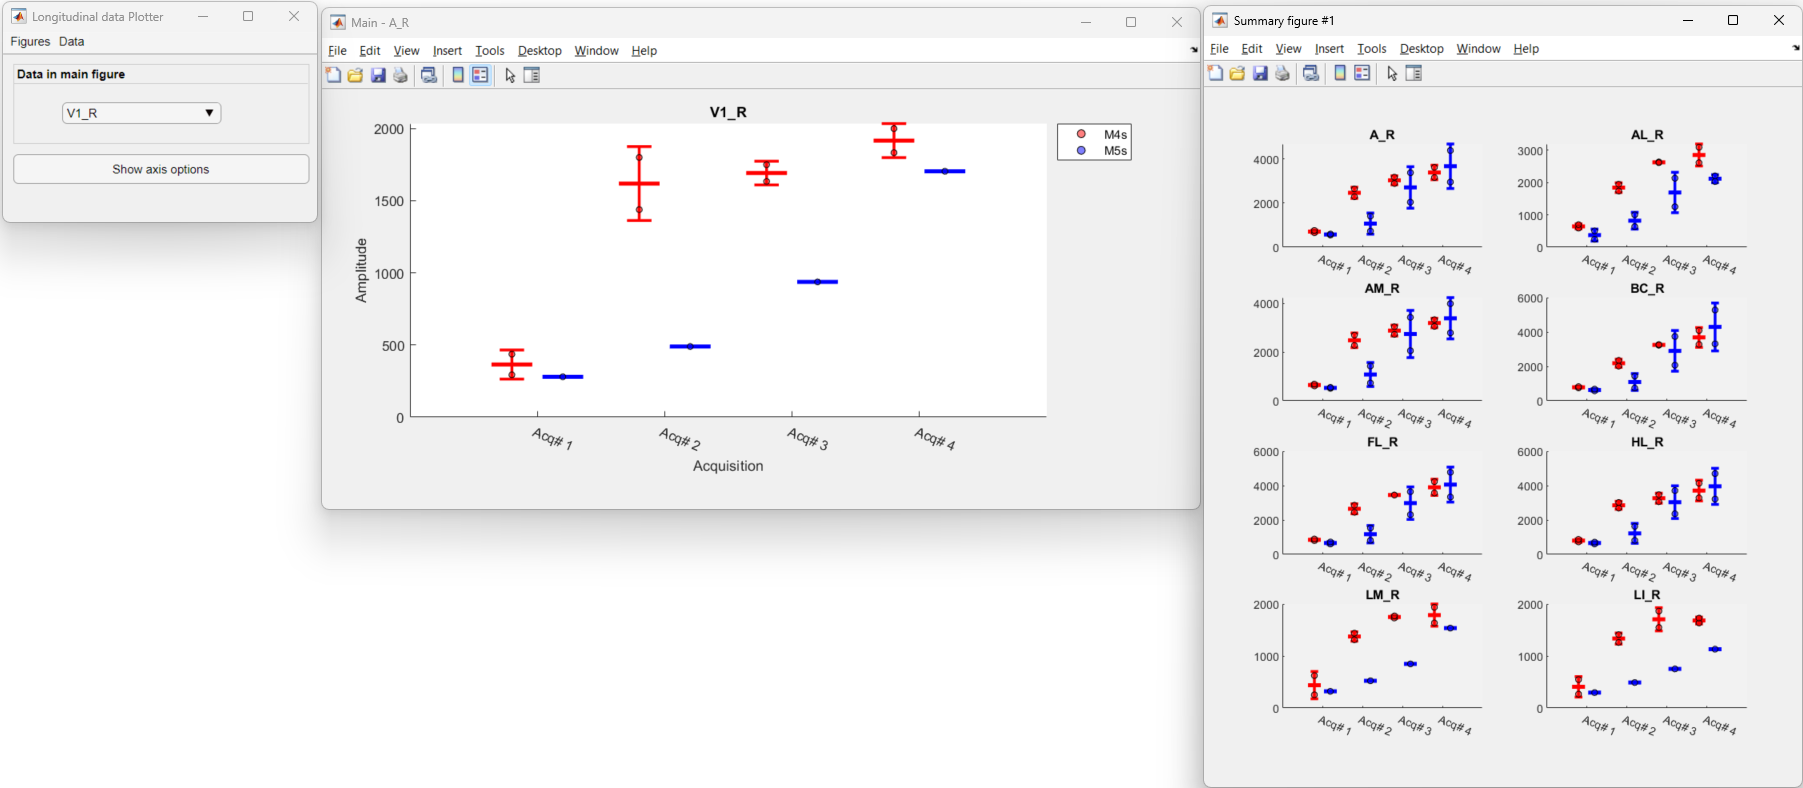 Longitudinal data Plotter
Figures Data
Data in main figure
V1_R
Show axis options
Main - A_R
File Edit View Insert Tools Desktop Window Help
V1_R
Amplitude
2000
1500
1000
500
0
Acq# 1 Acq# 2 Acq# 3 Acq# 4
Acquisition
M4s
M5s
Summary figure #1
File Edit View Insert Tools Desktop Window Help
A_R
4000
2000
0
Acq# 1 Acq# 2 Acq# 3 Acq# 4
AL_R
3000
2000
1000
0
Acq# 1 Acq# 2 Acq# 3 Acq# 4
AM_R
4000
2000
0
Acq# 1 Acq# 2 Acq# 3 Acq# 4
BC_R
6000
4000
2000
0
Acq# 1 Acq# 2 Acq# 3 Acq# 4
FL_R
6000
4000
2000
0
Acq# 1 Acq# 2 Acq# 3 Acq# 4
HL_R
6000
4000
2000
0
Acq# 1 Acq# 2 Acq# 3 Acq# 4
LM_R
2000
1000
0
Acq# 1 Acq# 2 Acq# 3 Acq# 4
LI_R
2000
1000
0
Acq# 1 Acq# 2 Acq# 3 Acq# 4